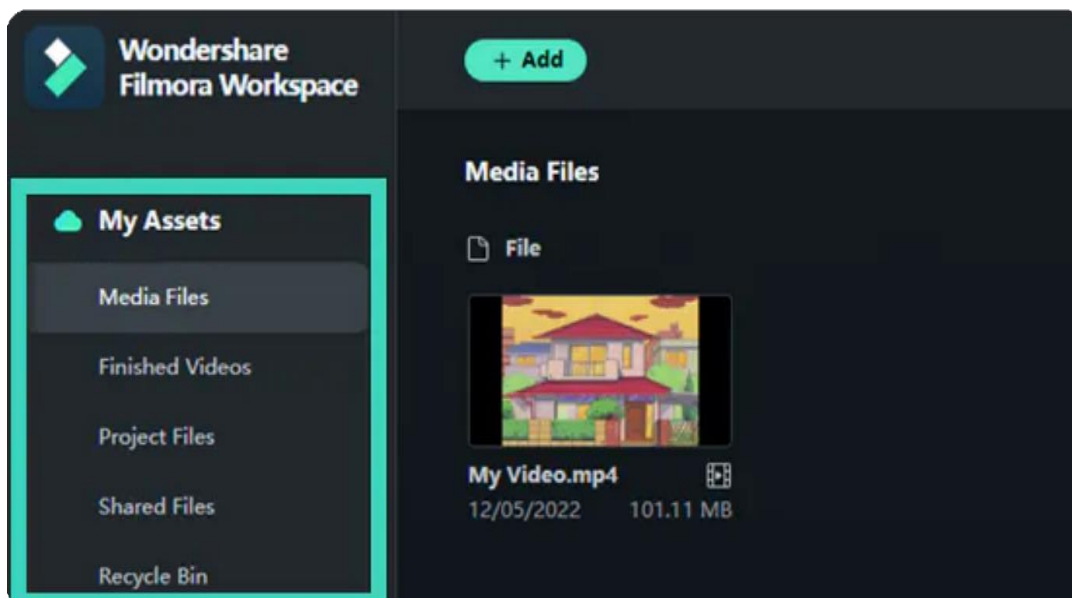 Wondershare
Filmora Workspace
+ Add
My Assets
Media Files
Finished Videos
Project Files
Shared Files
Recycle Bin
Media Files
File
My Video.mp4
12/05/2022 101.11 MB